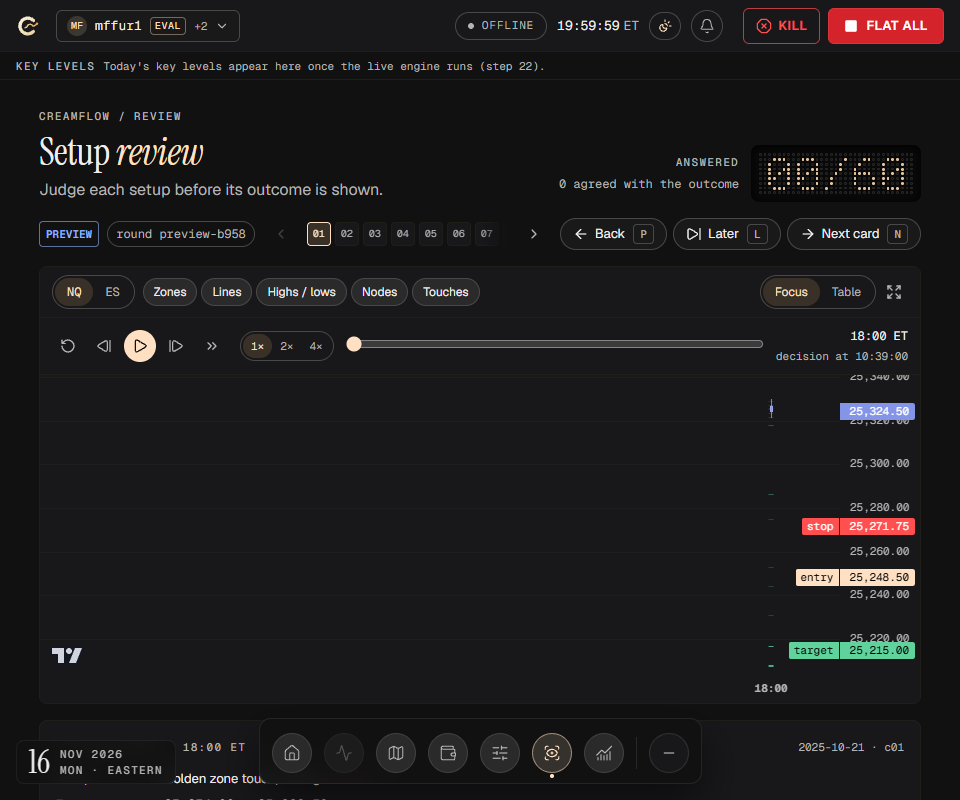 MF mffur1 EVAL +2
OFFLINE
19:59:59 ET
KILL
FLAT ALL
KEY LEVELS Today's key levels appear here once the live engine runs (step 22).
CREAMFLOW / REVIEW
Setup review
Judge each setup before its outcome is shown.
ANSWERED
0 agreed with the outcome
00/60
PREVIEW
round preview-b958
01 02 03 04 05 06 07
Back P
Later L
Next card N
NQ ES
Zones
Lines
Highs / lows
Nodes
Touches
Focus Table
1× 2× 4×
18:00 ET
decision at 10:39:00
25,340.00
25,324.50
25,320.00
25,300.00
25,280.00
stop 25,271.75
25,260.00
entry 25,248.50
25,240.00
25,220.00
target 25,215.00
18:00
18:00 ET
2025-10-21 · c01
16 NOV 2026
MON · EASTERN
olden zone